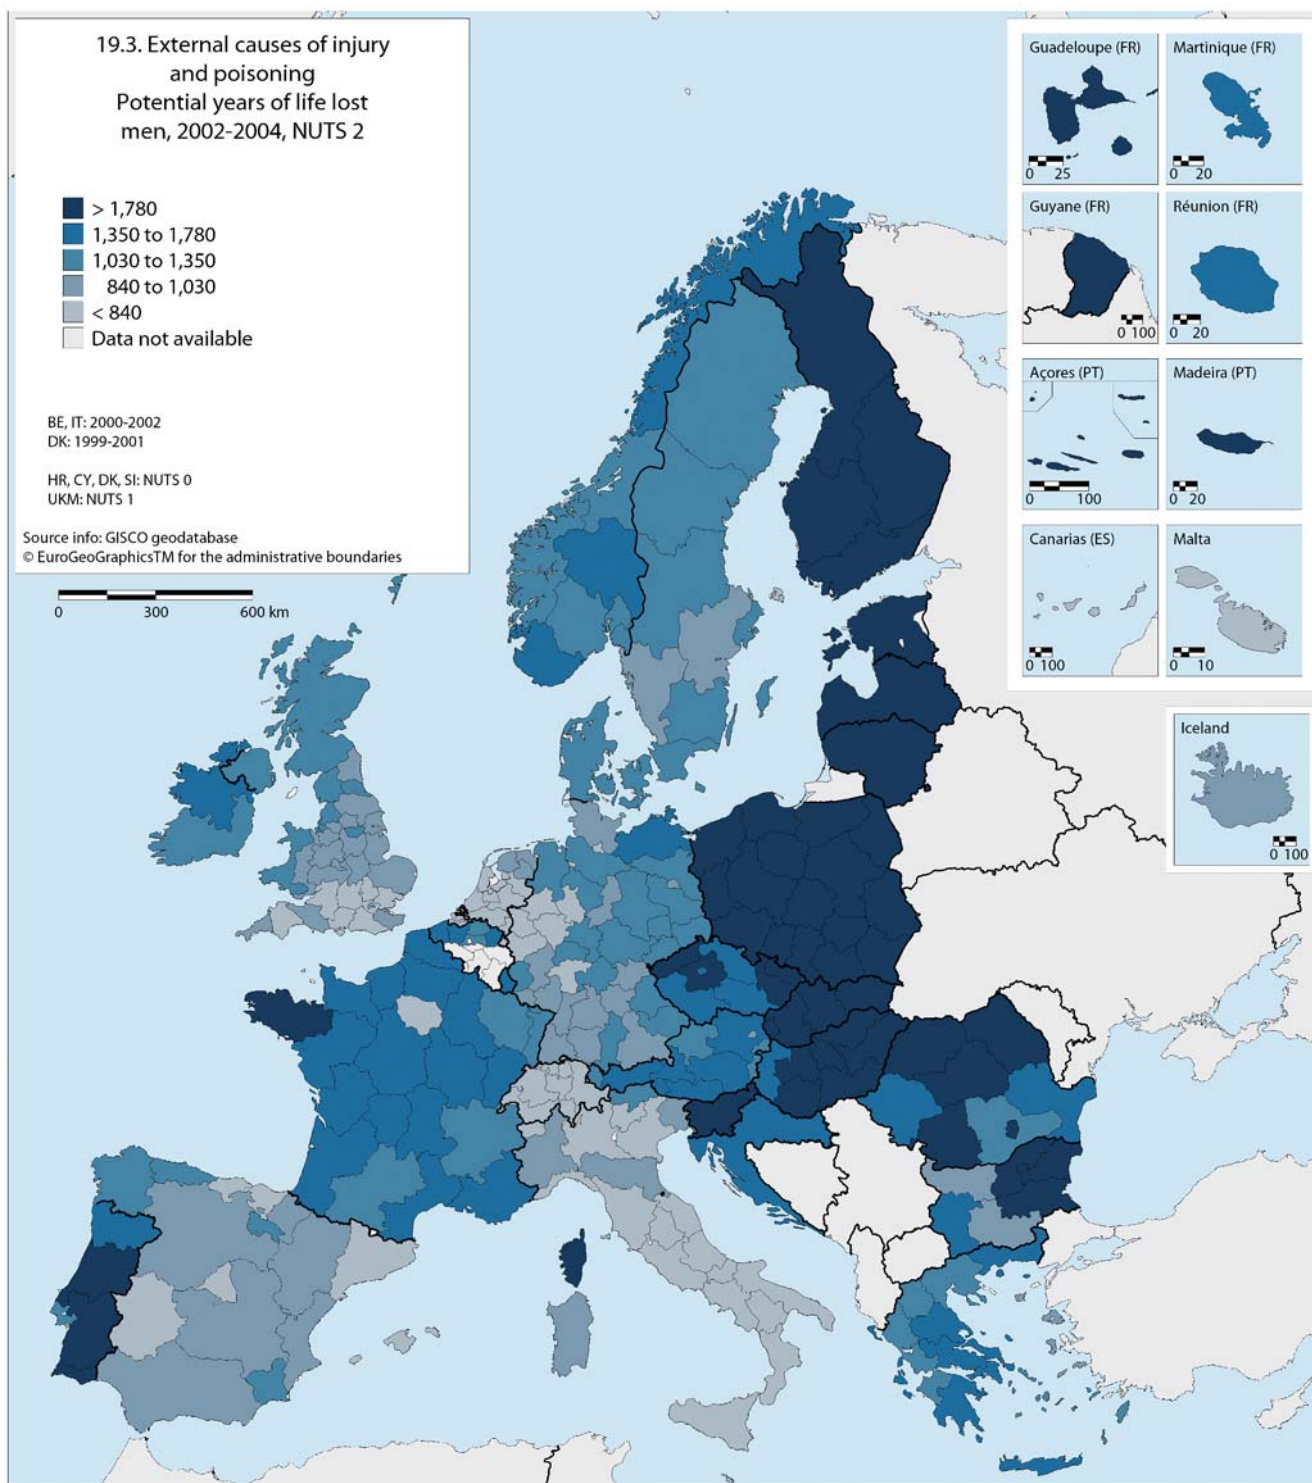 19.3. External causes of injury
and poisoning
Potential years of life lost
men, 2002-2004, NUTS 2
> 1,780
1,350 to 1,780
1,030 to 1,350
840 to 1,030
< 840
Data not available
BE, IT: 2000-2002
DK: 1999-2001
HR, CY, DK, SI: NUTS 0
UKM: NUTS 1
Source info: GISCO geodatabase
© EuroGeoGraphicsTM for the administrative boundaries
0 300 600 km
Guadeloupe (FR)
0 25
Martinique (FR)
0 20
Guyane (FR)
0 100
Réunion (FR)
0 20
Açores (PT)
0 100
Madeira (PT)
0 20
Canarias (ES)
0 100
Malta
0 10
Iceland
0 100